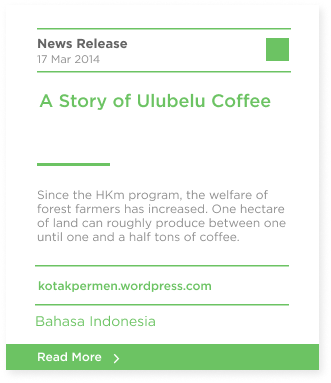 News Release
17 Mar 2014
A Story of Ulubelu Coffee
Since the HKm program, the welfare of
forest farmers has increased. One hectare
of land can roughly produce between one
until one and a half tons of coffee.
kotakpermen.wordpress.com
Bahasa Indonesia
Read More